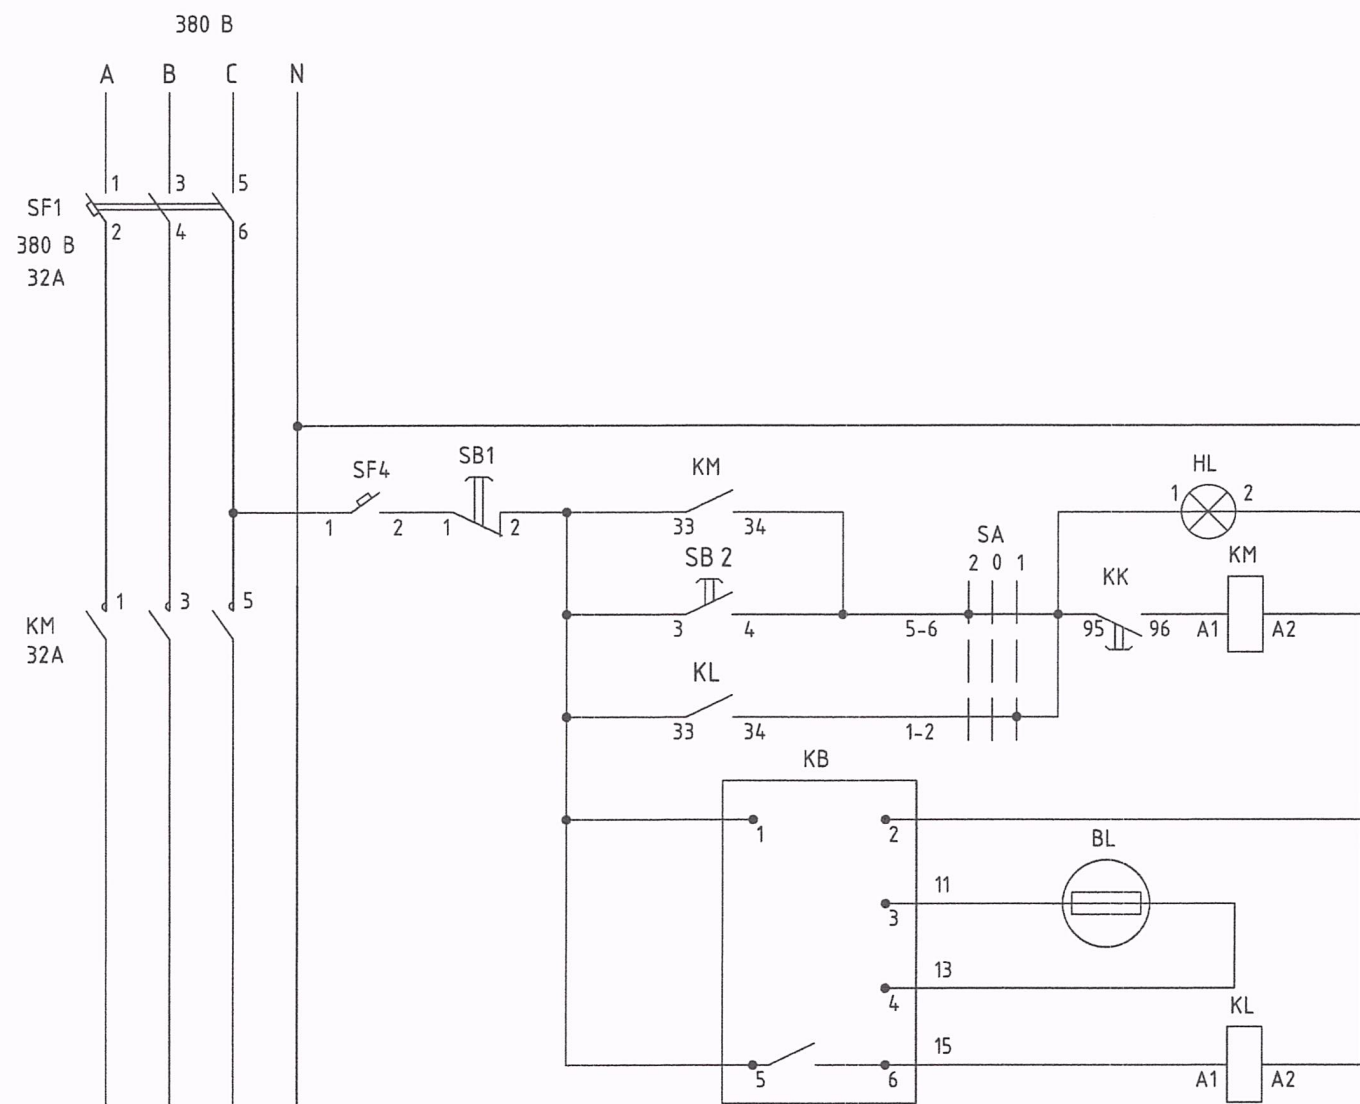 380 В
A B C N
1 3 5
SF1
2 4 6
380 В
32А
SF4 SB1 KM HL
1 2
1 2 1 2 33 34
SB 2 SA KM
2 0 1 KK
1 3 5
KM
32А
3 4 5-6 95 96 A1 A2
KL
33 34 1-2
KB
1 2 BL
11
3
13
4 KL
15
5 6 A1 A2